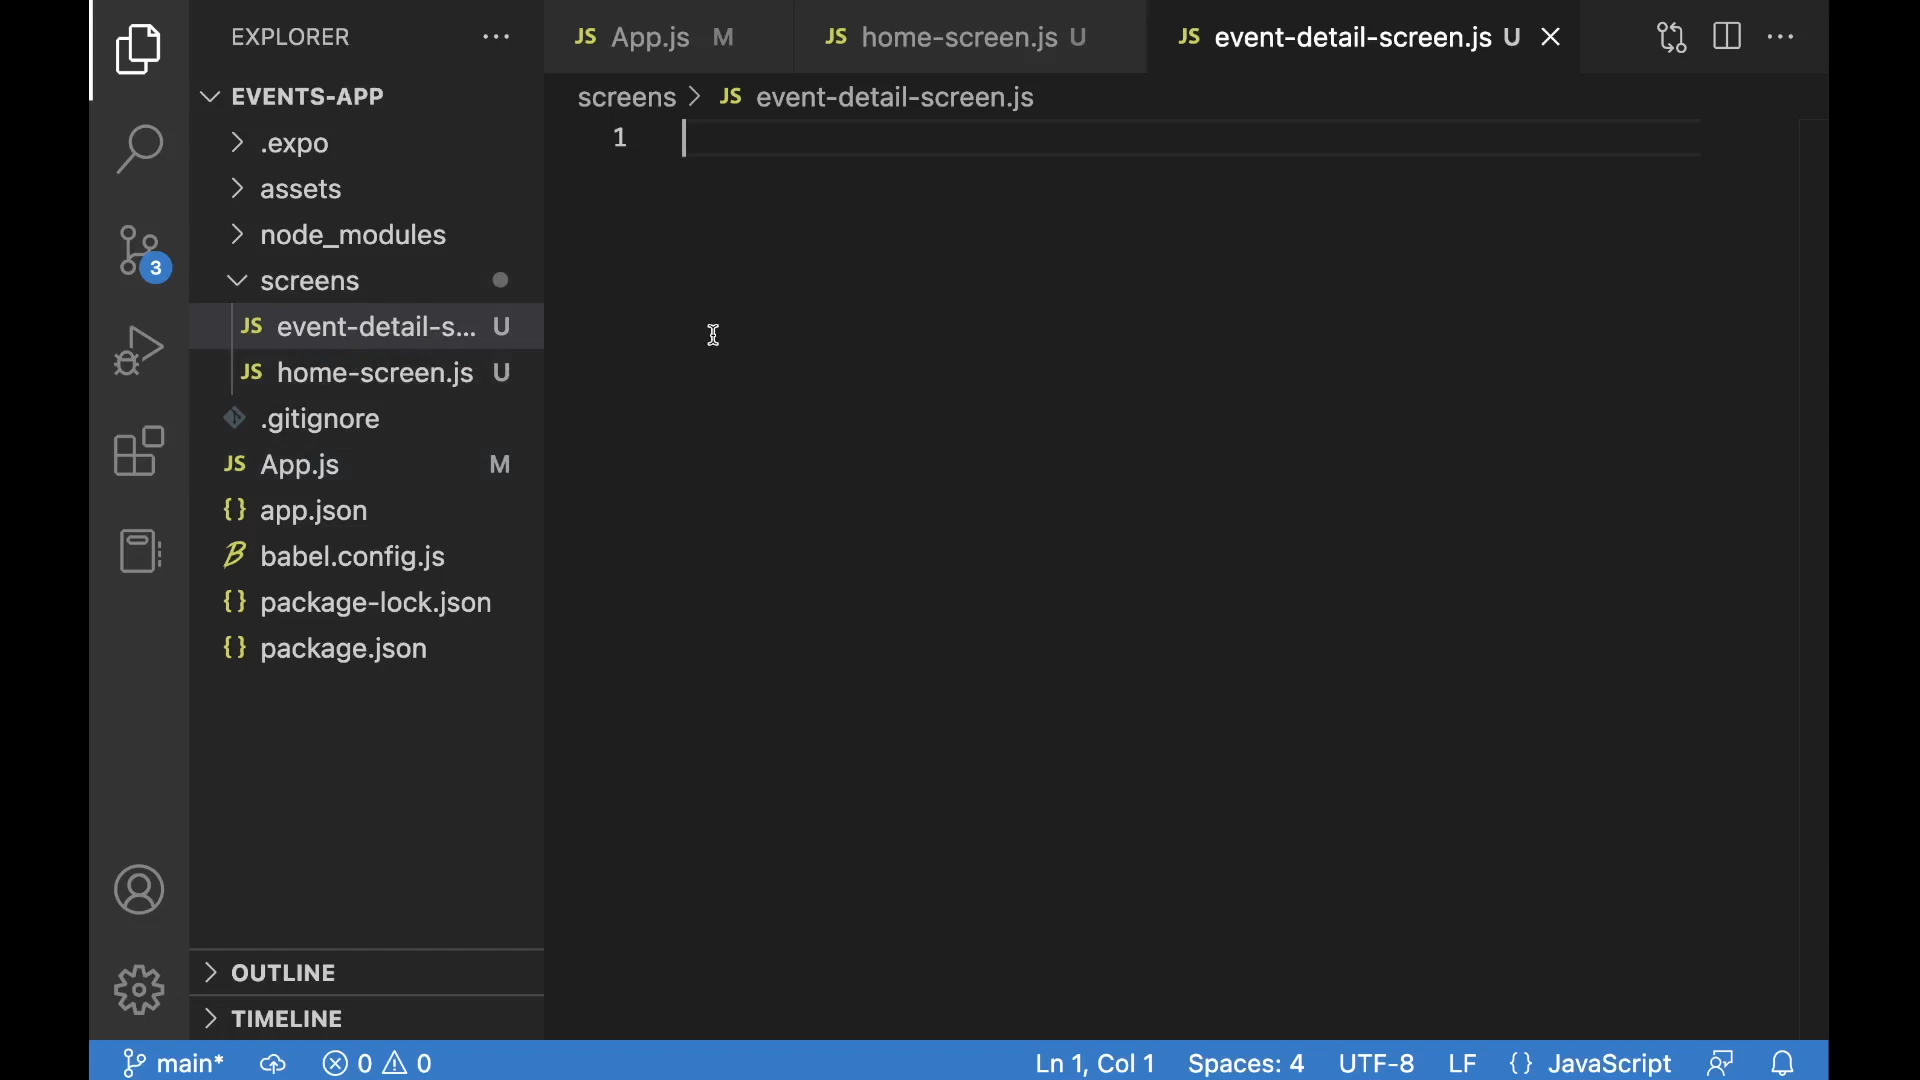 EXPLORER
EVENTS-APP
.expo
assets
node_modules
screens
JS event-detail-s... U
JS home-screen.js U
.gitignore
JS App.js M
{} app.json
babel.config.js
{} package-lock.json
{} package.json
OUTLINE
TIMELINE
3
JS App.js M
JS home-screen.js U
JS event-detail-screen.js U
screens > JS event-detail-screen.js
1
main* 0 0
Ln 1, Col 1 Spaces: 4 UTF-8 LF {} JavaScript